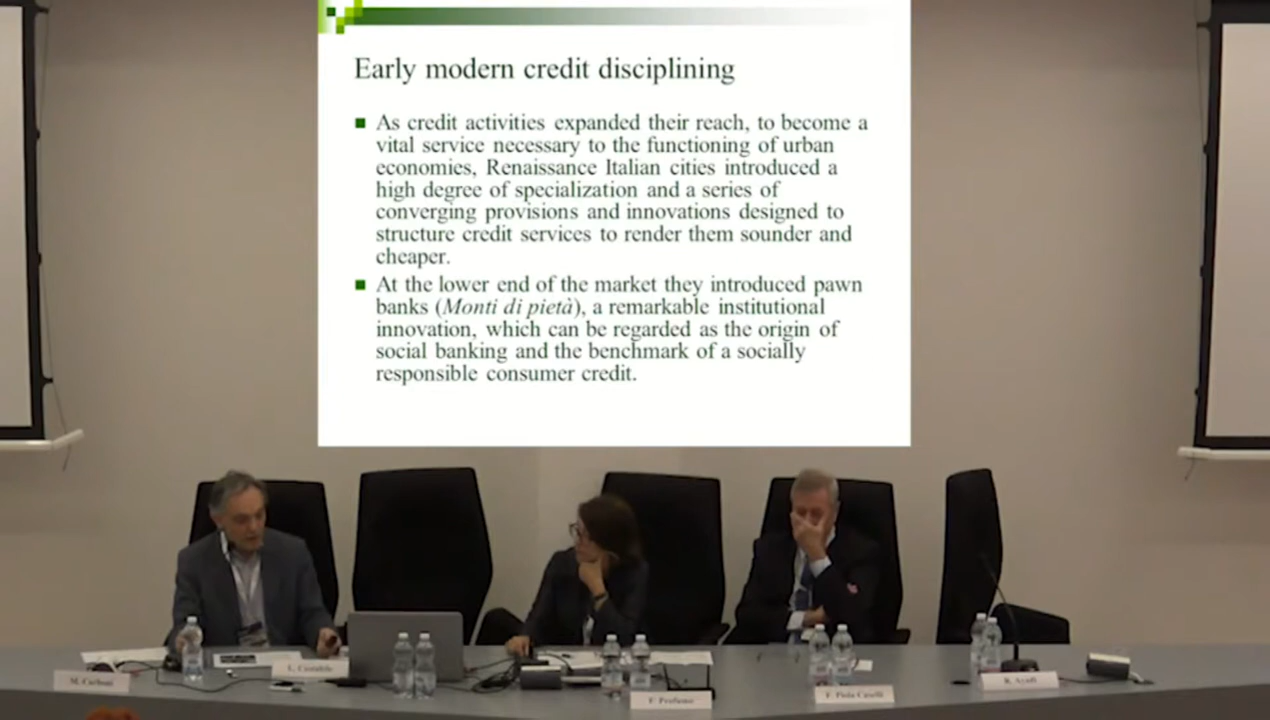 Early modern credit disciplining
As credit activities expanded their reach, to become a
vital service necessary to the functioning of urban
economies, Renaissance Italian cities introduced a
high degree of specialization and a series of
converging provisions and innovations designed to
structure credit services to render them sounder and
cheaper.
At the lower end of the market they introduced pawn
banks (Monti di pietà), a remarkable institutional
innovation, which can be regarded as the origin of
social banking and the benchmark of a socially
responsible consumer credit.
M. Carboni
F. Piola Caselli